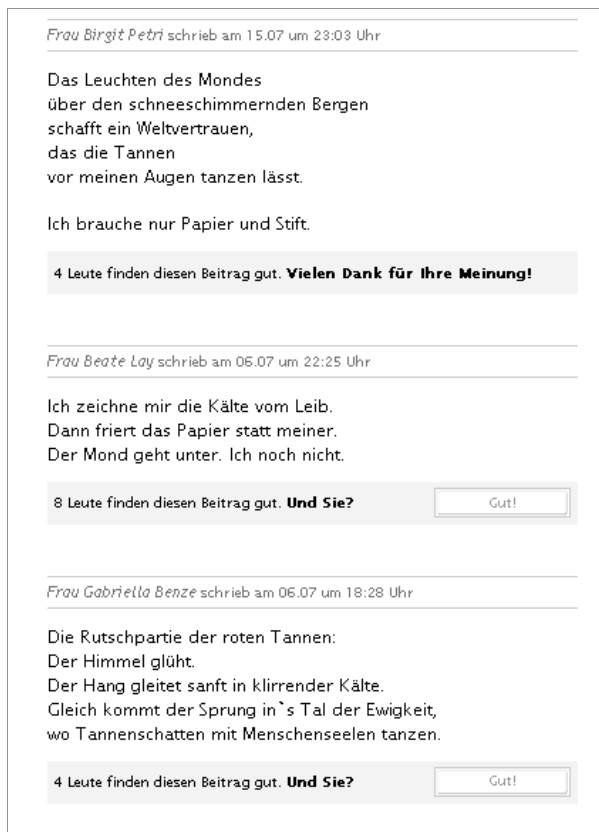 Frau Birgit Petri schrieb am 15.07 um 23:03 Uhr
Das Leuchten des Mondes
über den schneeschimmernden Bergen
schafft ein Weltvertrauen,
das die Tannen
vor meinen Augen tanzen lässt.
Ich brauche nur Papier und Stift.
4 Leute finden diesen Beitrag gut. Vielen Dank für Ihre Meinung!
Frau Beate Lay schrieb am 06.07 um 22:25 Uhr
Ich zeichne mir die Kälte vom Leib.
Dann friert das Papier statt meiner.
Der Mond geht unter. Ich noch nicht.
8 Leute finden diesen Beitrag gut. Und Sie? Gut!
Frau Gabriella Benze schrieb am 06.07 um 18:28 Uhr
Die Rutschpartie der roten Tannen:
Der Himmel glüht.
Der Hang gleitet sanft in klirrender Kälte.
Gleich kommt der Sprung in`s Tal der Ewigkeit,
wo Tannenschatten mit Menschenseelen tanzen.
4 Leute finden diesen Beitrag gut. Und Sie? Gut!